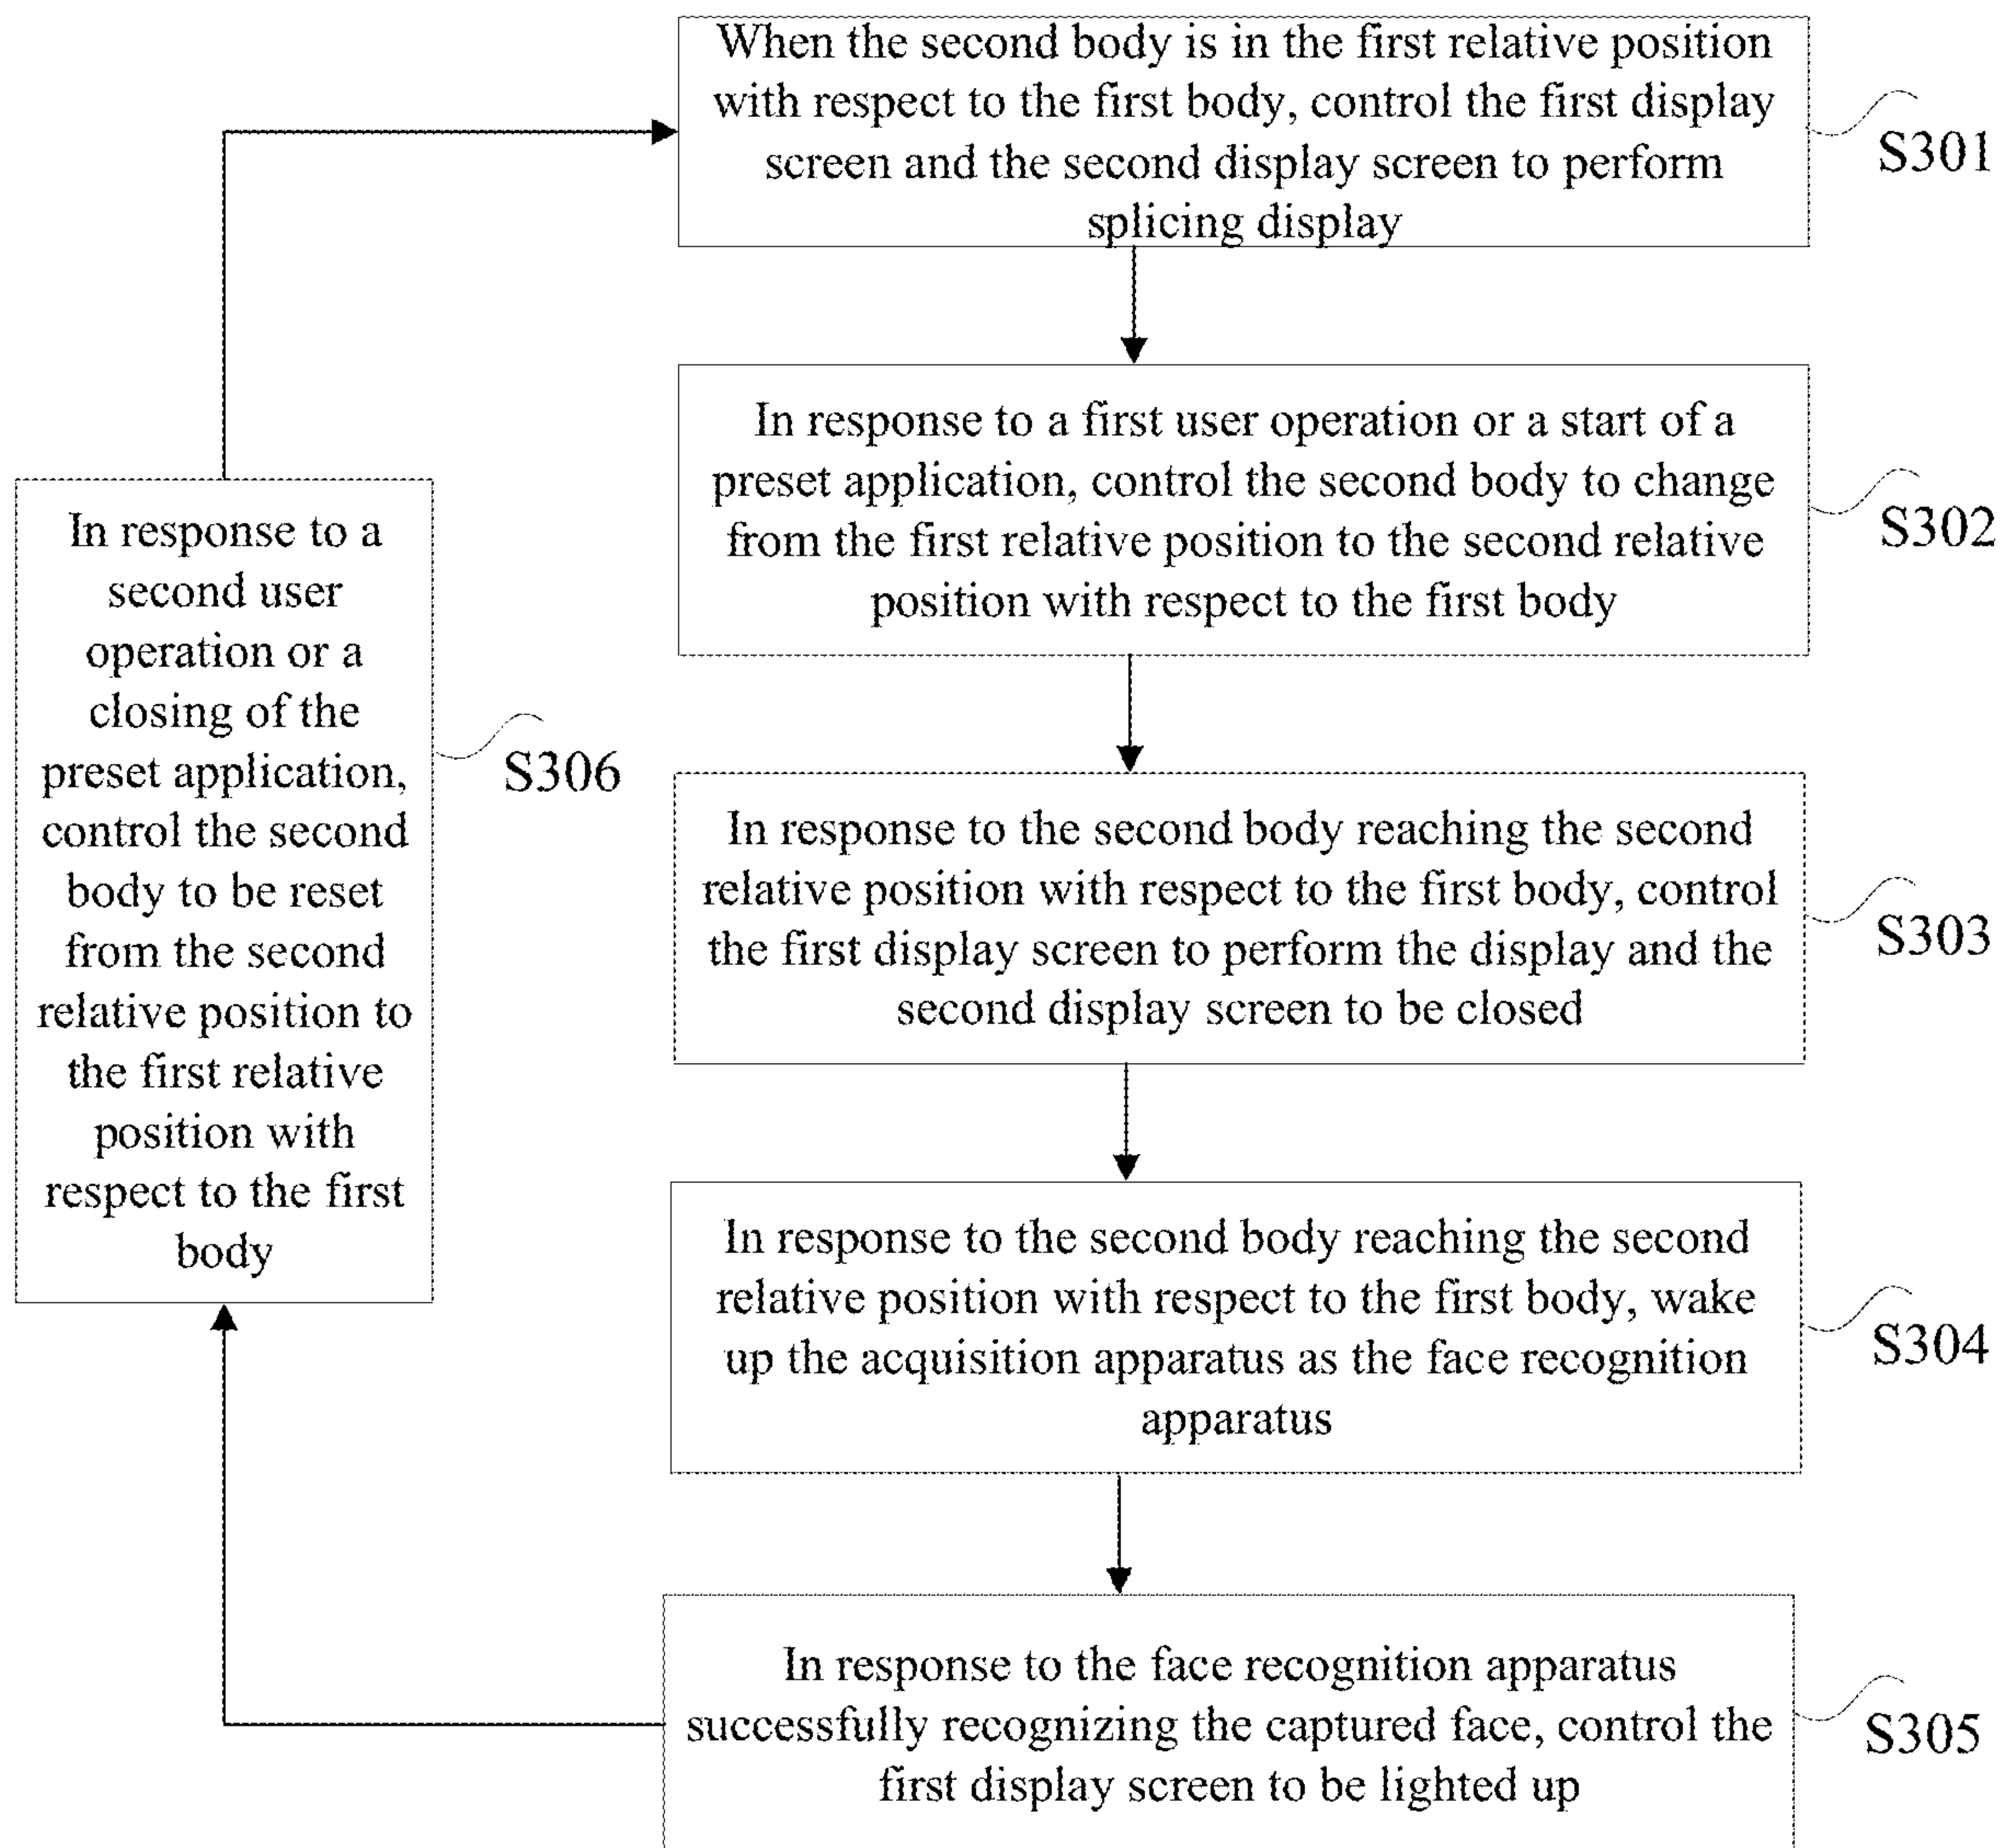 When the second body is in the first relative position
with respect to the first body, control the first display
screen and the second display screen to perform
splicing display
S301
In response to a first user operation or a start of a
preset application, control the second body to change
from the first relative position to the second relative
position with respect to the first body
S302
In response to the second body reaching the second
relative position with respect to the first body, control
the first display screen to perform the display and the
second display screen to be closed
S303
In response to the second body reaching the second
relative position with respect to the first body, wake
up the acquisition apparatus as the face recognition
apparatus
S304
In response to the face recognition apparatus
successfully recognizing the captured face, control the
first display screen to be lighted up
S305
In response to a
second user
operation or a
closing of the
preset application,
control the second
body to be reset
from the second
relative position to
the first relative
position with
respect to the first
body
S306